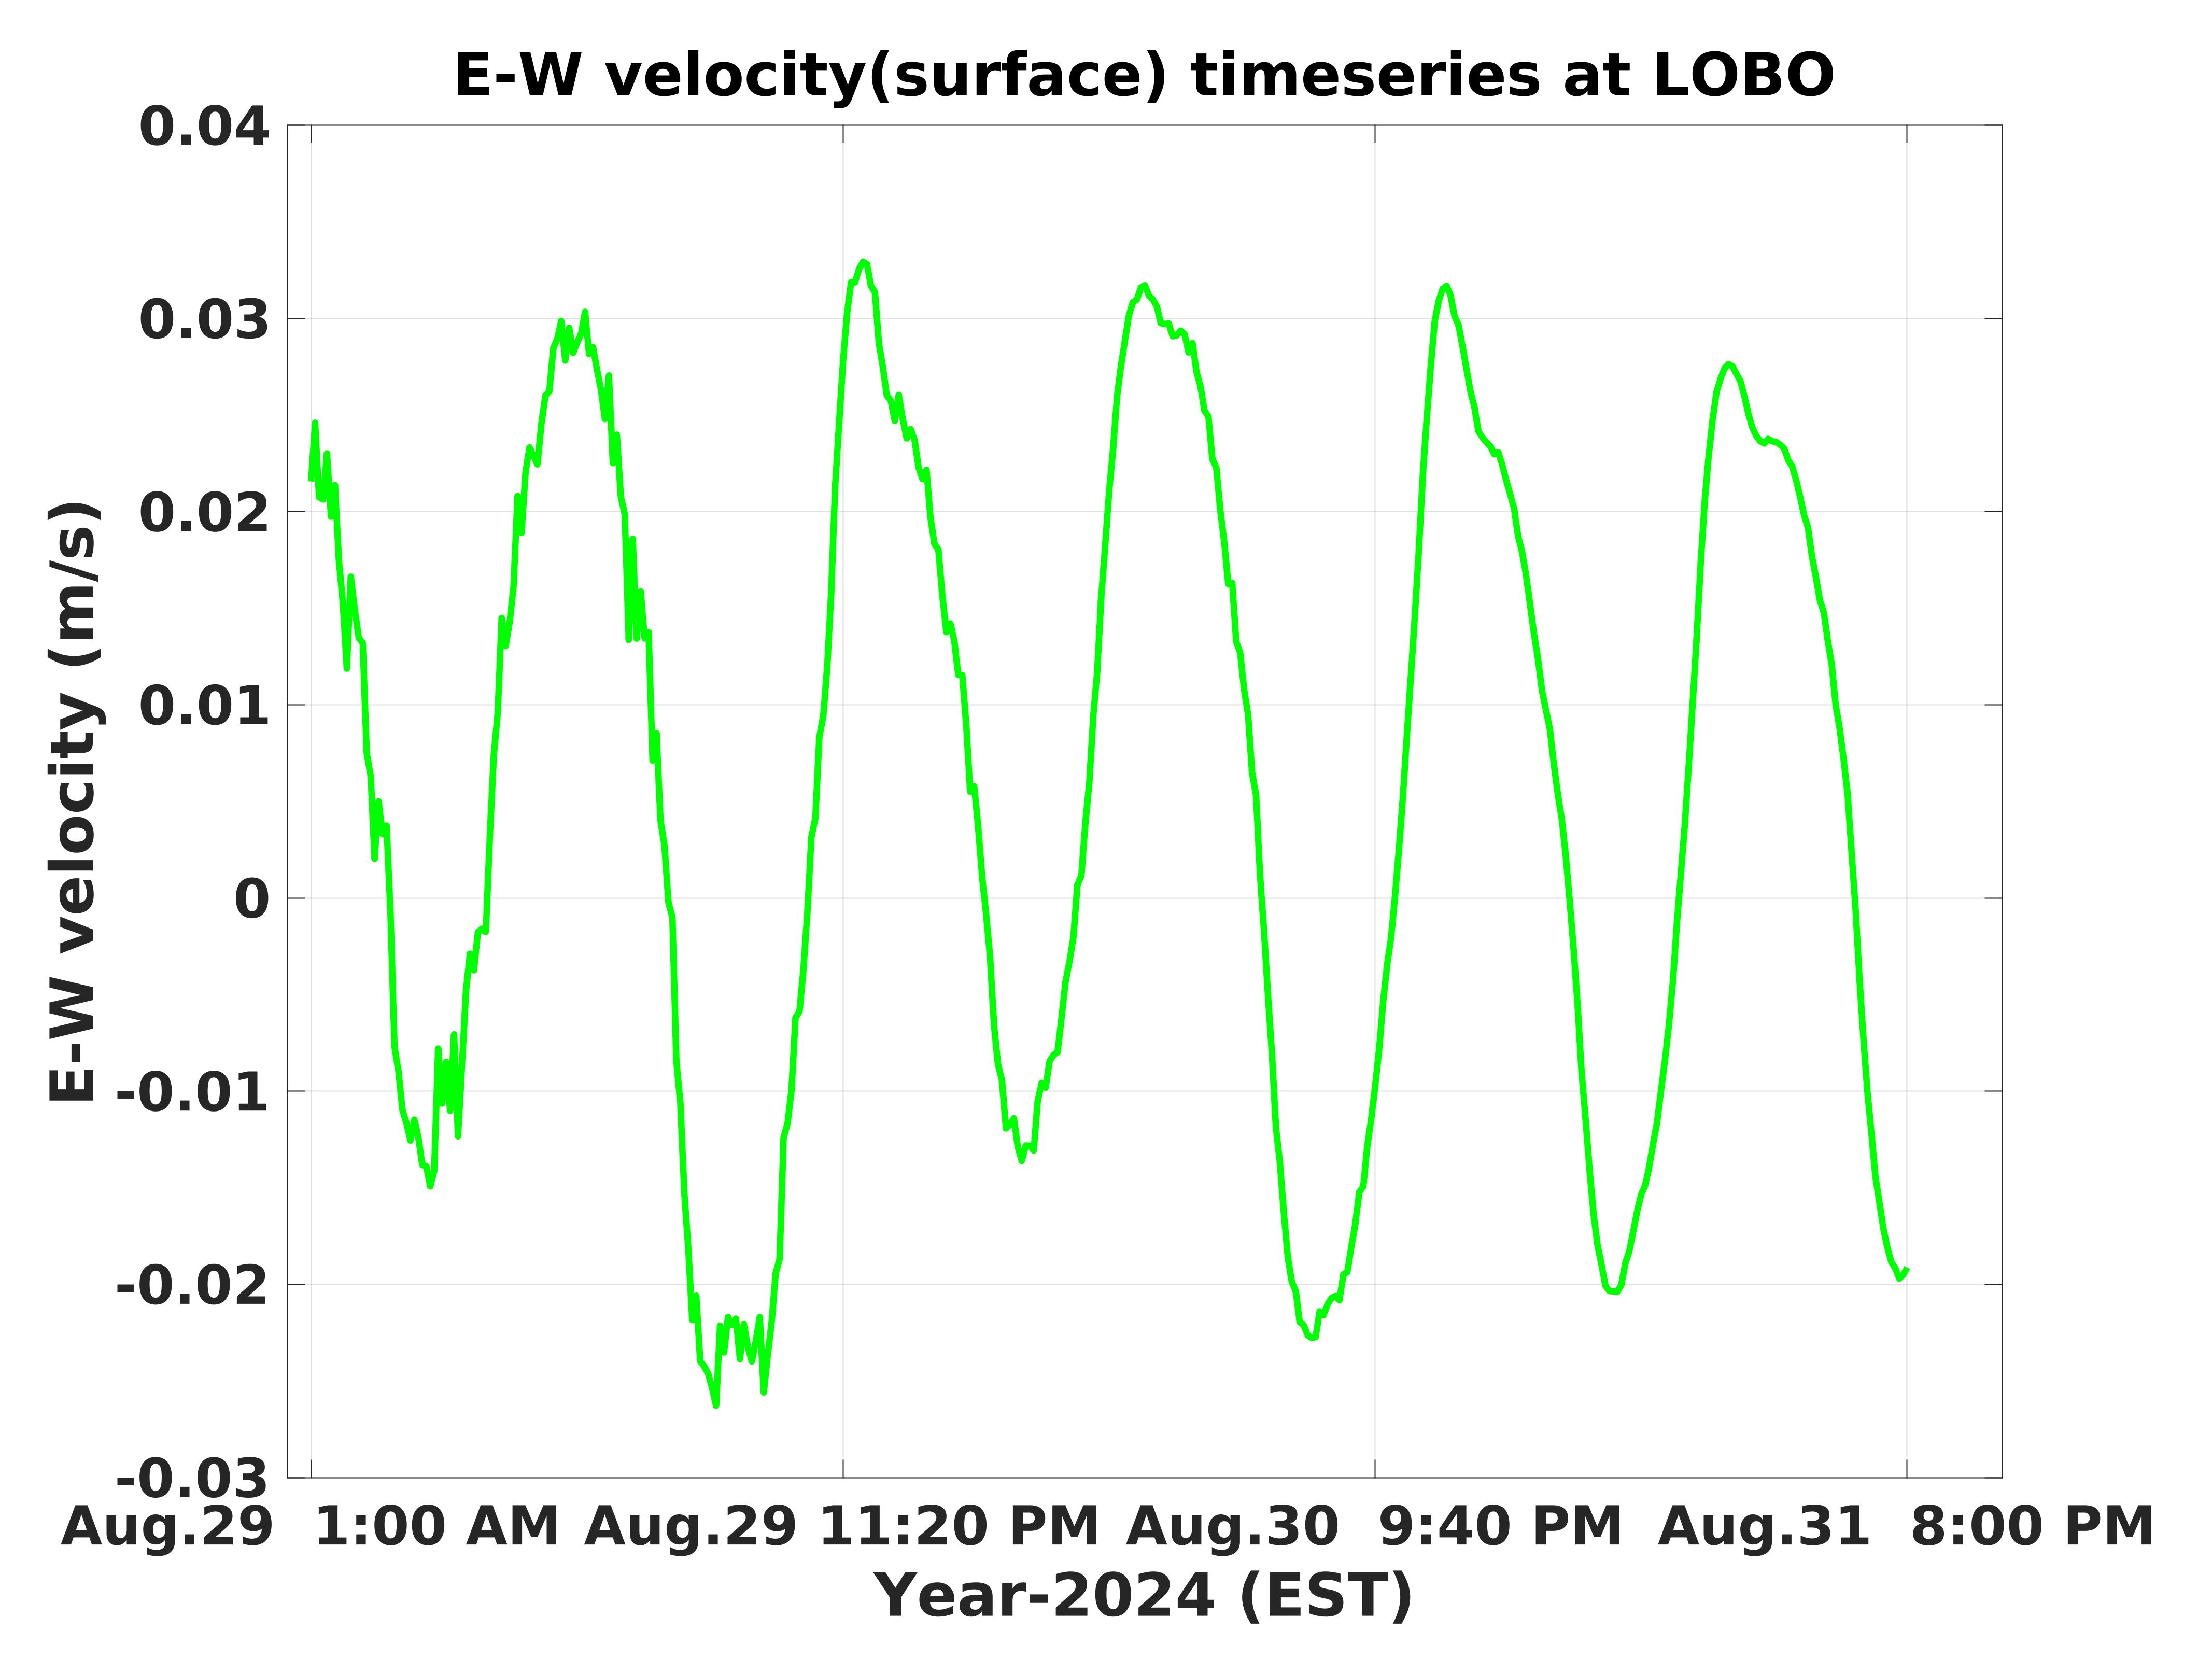 E-W velocity(surface) timeseries at LOBO
0.04
0.03
0.02
0.01
0
-0.01
-0.02
-0.03
E-W velocity (m/s)
Aug.29  1:00 AM Aug.29 11:20 PM Aug.30  9:40 PM Aug.31  8:00 PM
Year-2024 (EST)